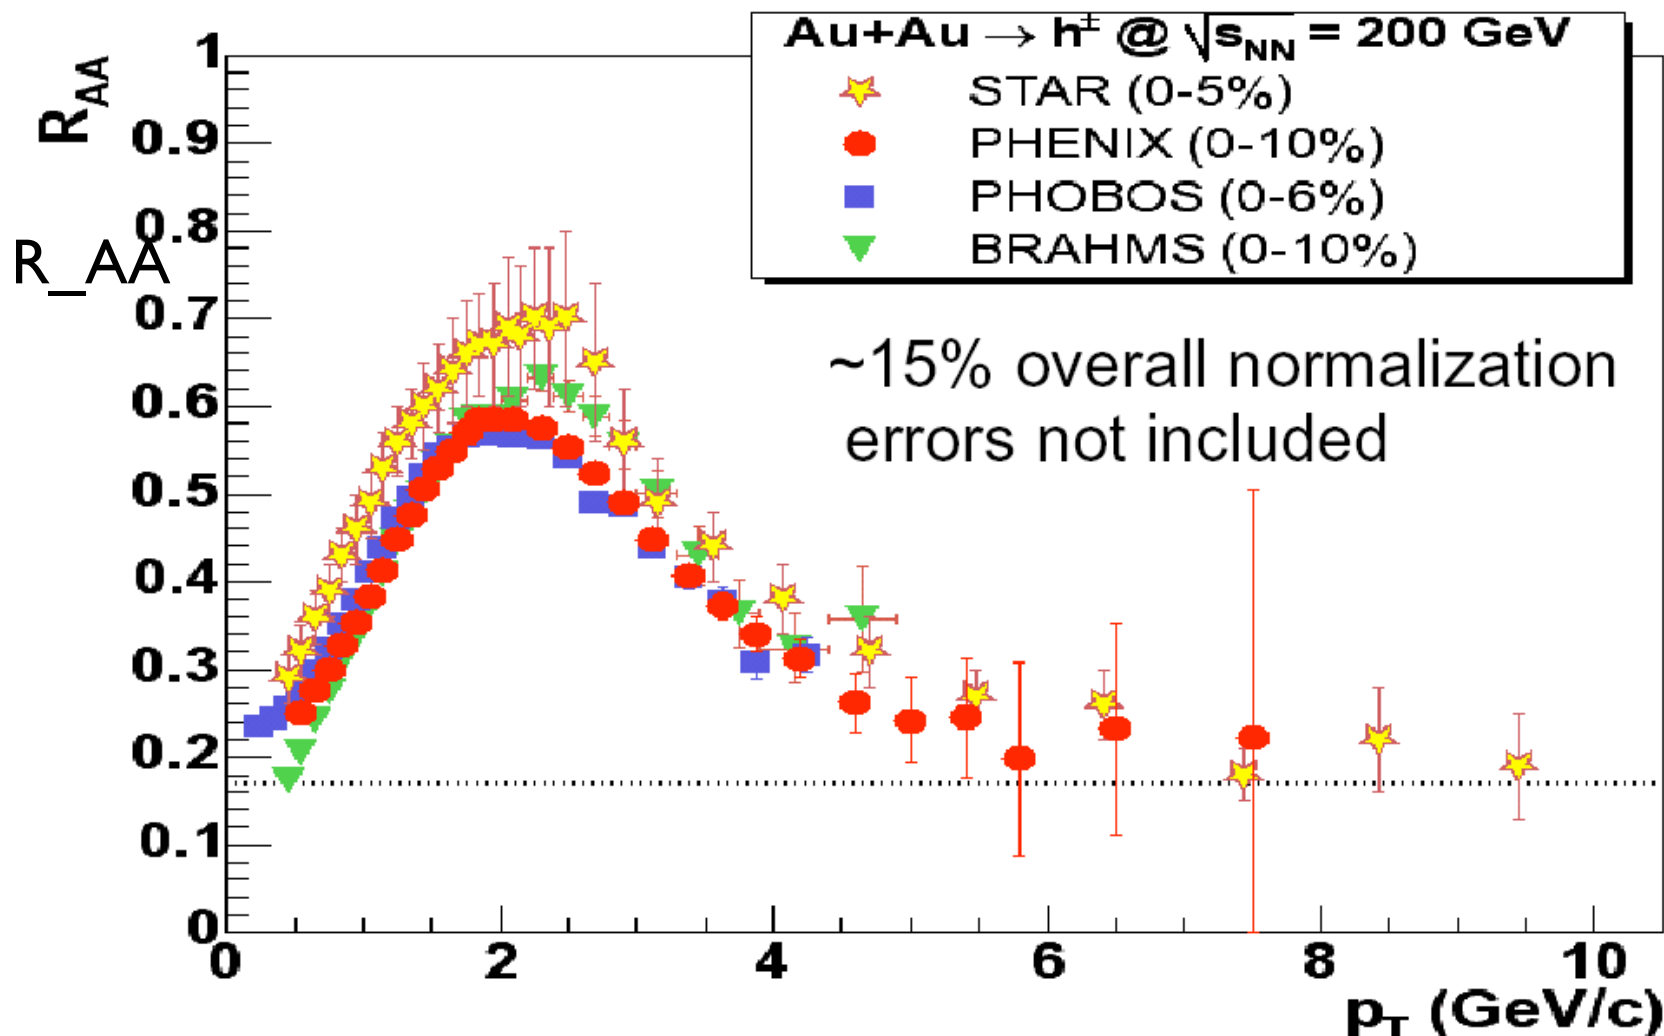 Au+Au → h± @ √sNN = 200 GeV
STAR (0-5%)
PHENIX (0-10%)
PHOBOS (0-6%)
BRAHMS (0-10%)
RAA
R_AA
1
0.9
0.8
0.7
0.6
0.5
0.4
0.3
0.2
0.1
0
~15% overall normalization
errors not included
0 2 4 6 8 10
pT (GeV/c)